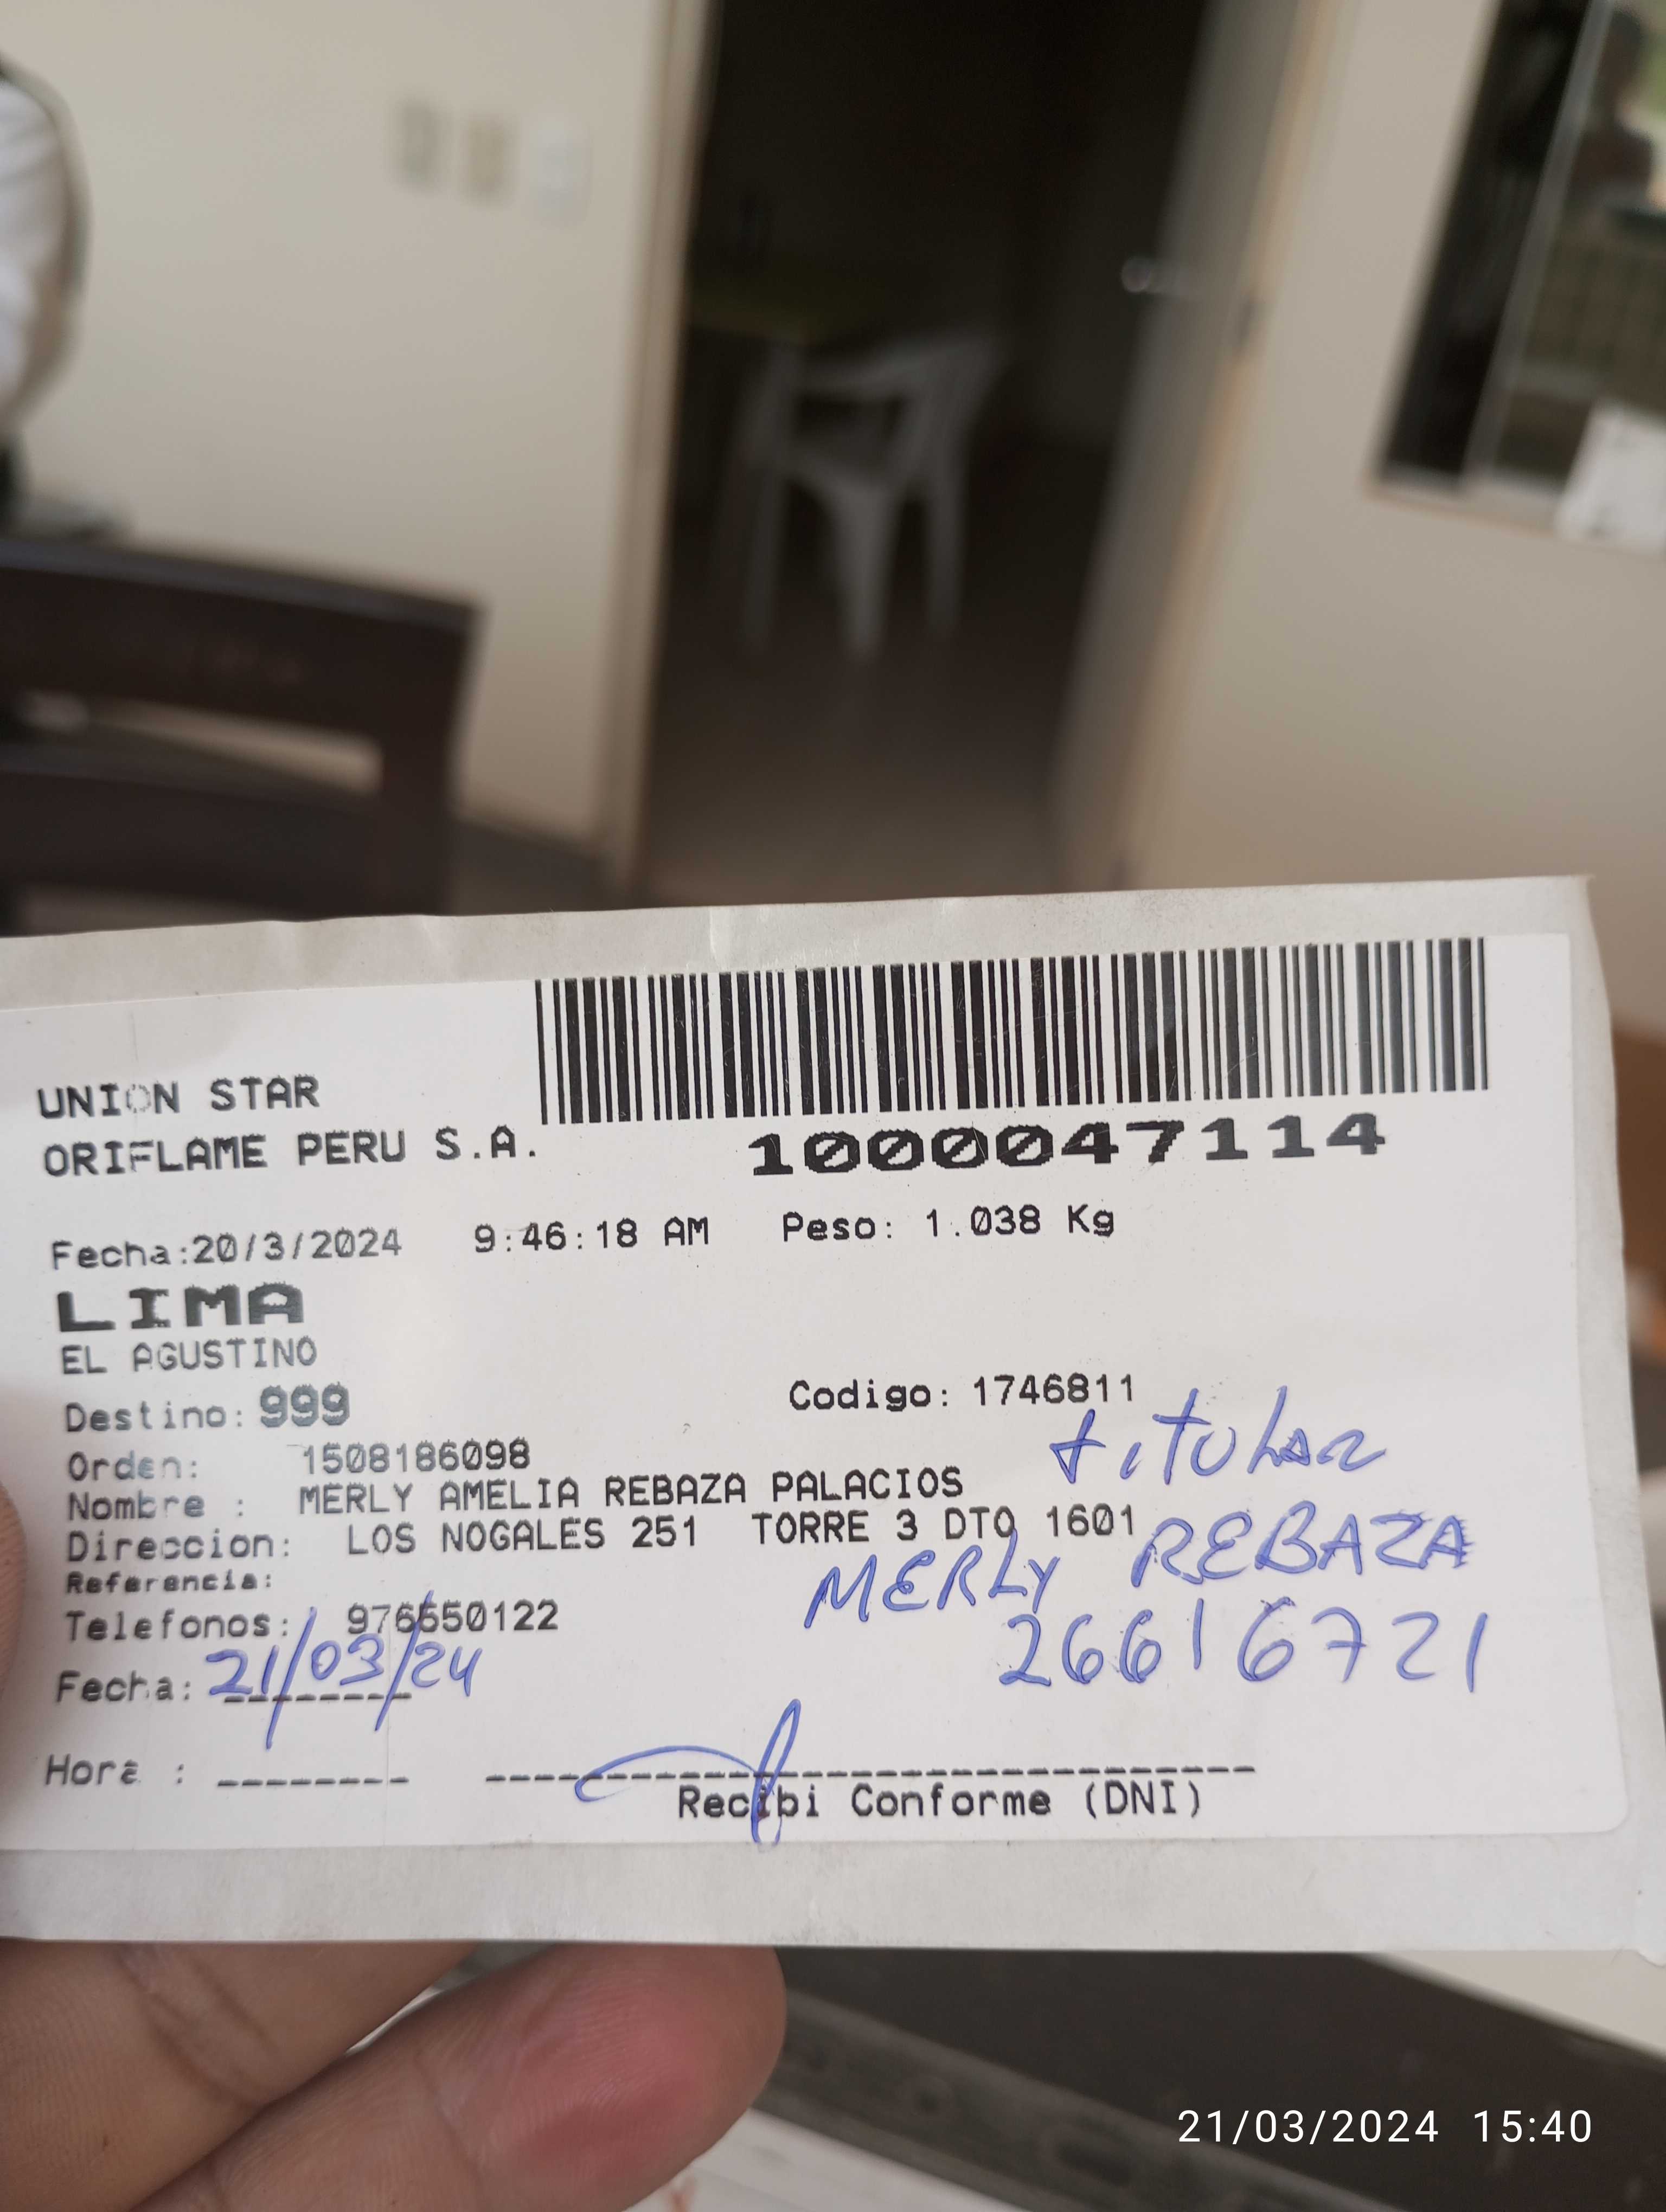 UNION STAR
ORIFLAME PERU S.A.
1000047114
Fecha:20/3/2024 9:46:18 AM Peso: 1.038 Kg
LIMA
EL AGUSTINO
Destino: 999 Codigo: 1746811
Orden: 1508186098 titular
Nombre : MERLY AMELIA REBAZA PALACIOS
Direccion: LOS NOGALES 251 TORRE 3 DTO 1601
Referencia: MERLY REBAZA
Telefonos: 976650122 26616721
Fecha: 21/03/24
Hora :
Recibi Conforme (DNI)
21/03/2024 15:40